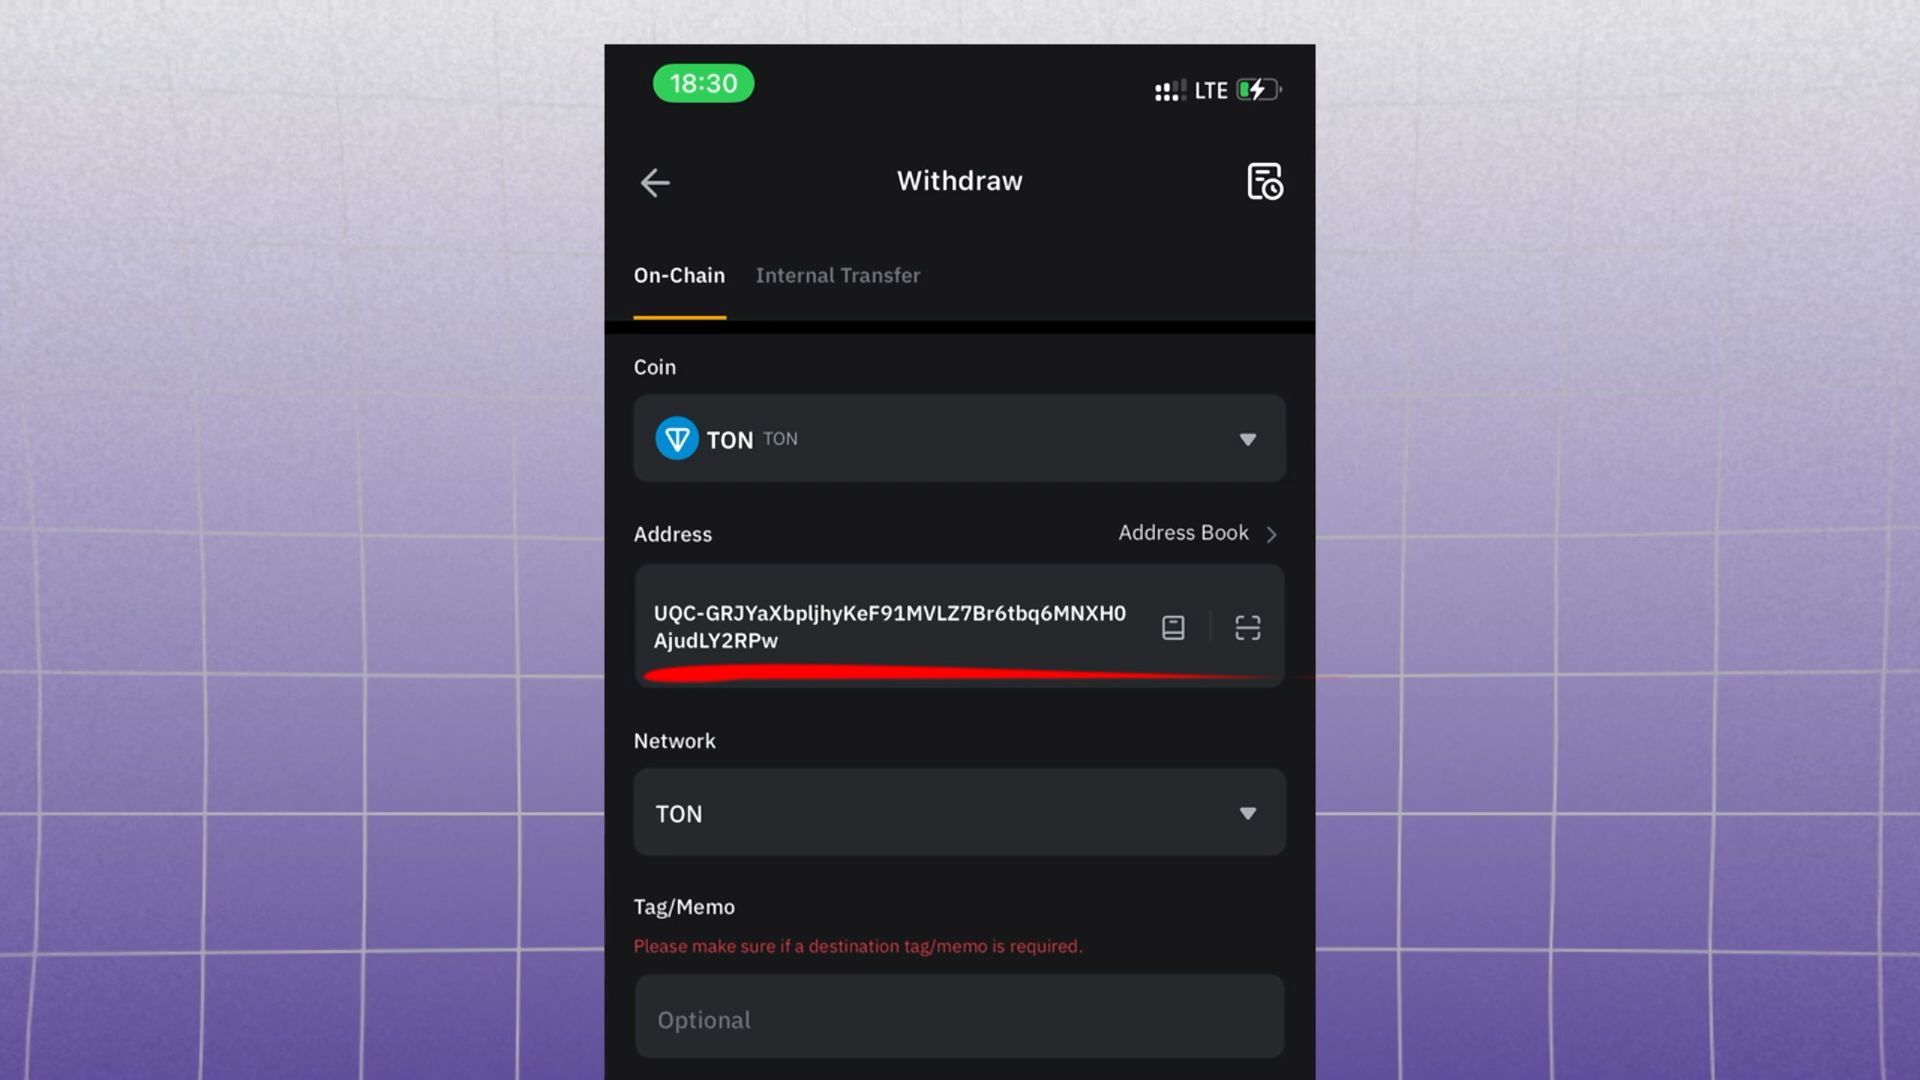 18:30
LTE
Withdraw
On-Chain Internal Transfer
Coin
TON TON
Address Address Book
UQC-GRJYaXbpljhyKeF91MVLZ7Br6tbq6MNXH0
AjudLY2RPw
Network
TON
Tag/Memo
Please make sure if a destination tag/memo is required.
Optional